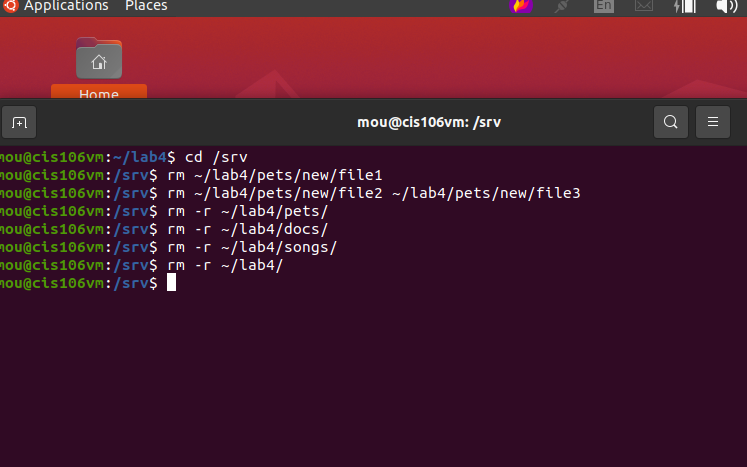 Applications Places En
Home
mou@cis106vm: /srv
mou@cis106vm:~/lab4$ cd /srv
mou@cis106vm:/srv$ rm ~/lab4/pets/new/file1
mou@cis106vm:/srv$ rm ~/lab4/pets/new/file2 ~/lab4/pets/new/file3
mou@cis106vm:/srv$ rm -r ~/lab4/pets/
mou@cis106vm:/srv$ rm -r ~/lab4/docs/
mou@cis106vm:/srv$ rm -r ~/lab4/songs/
mou@cis106vm:/srv$ rm -r ~/lab4/
mou@cis106vm:/srv$